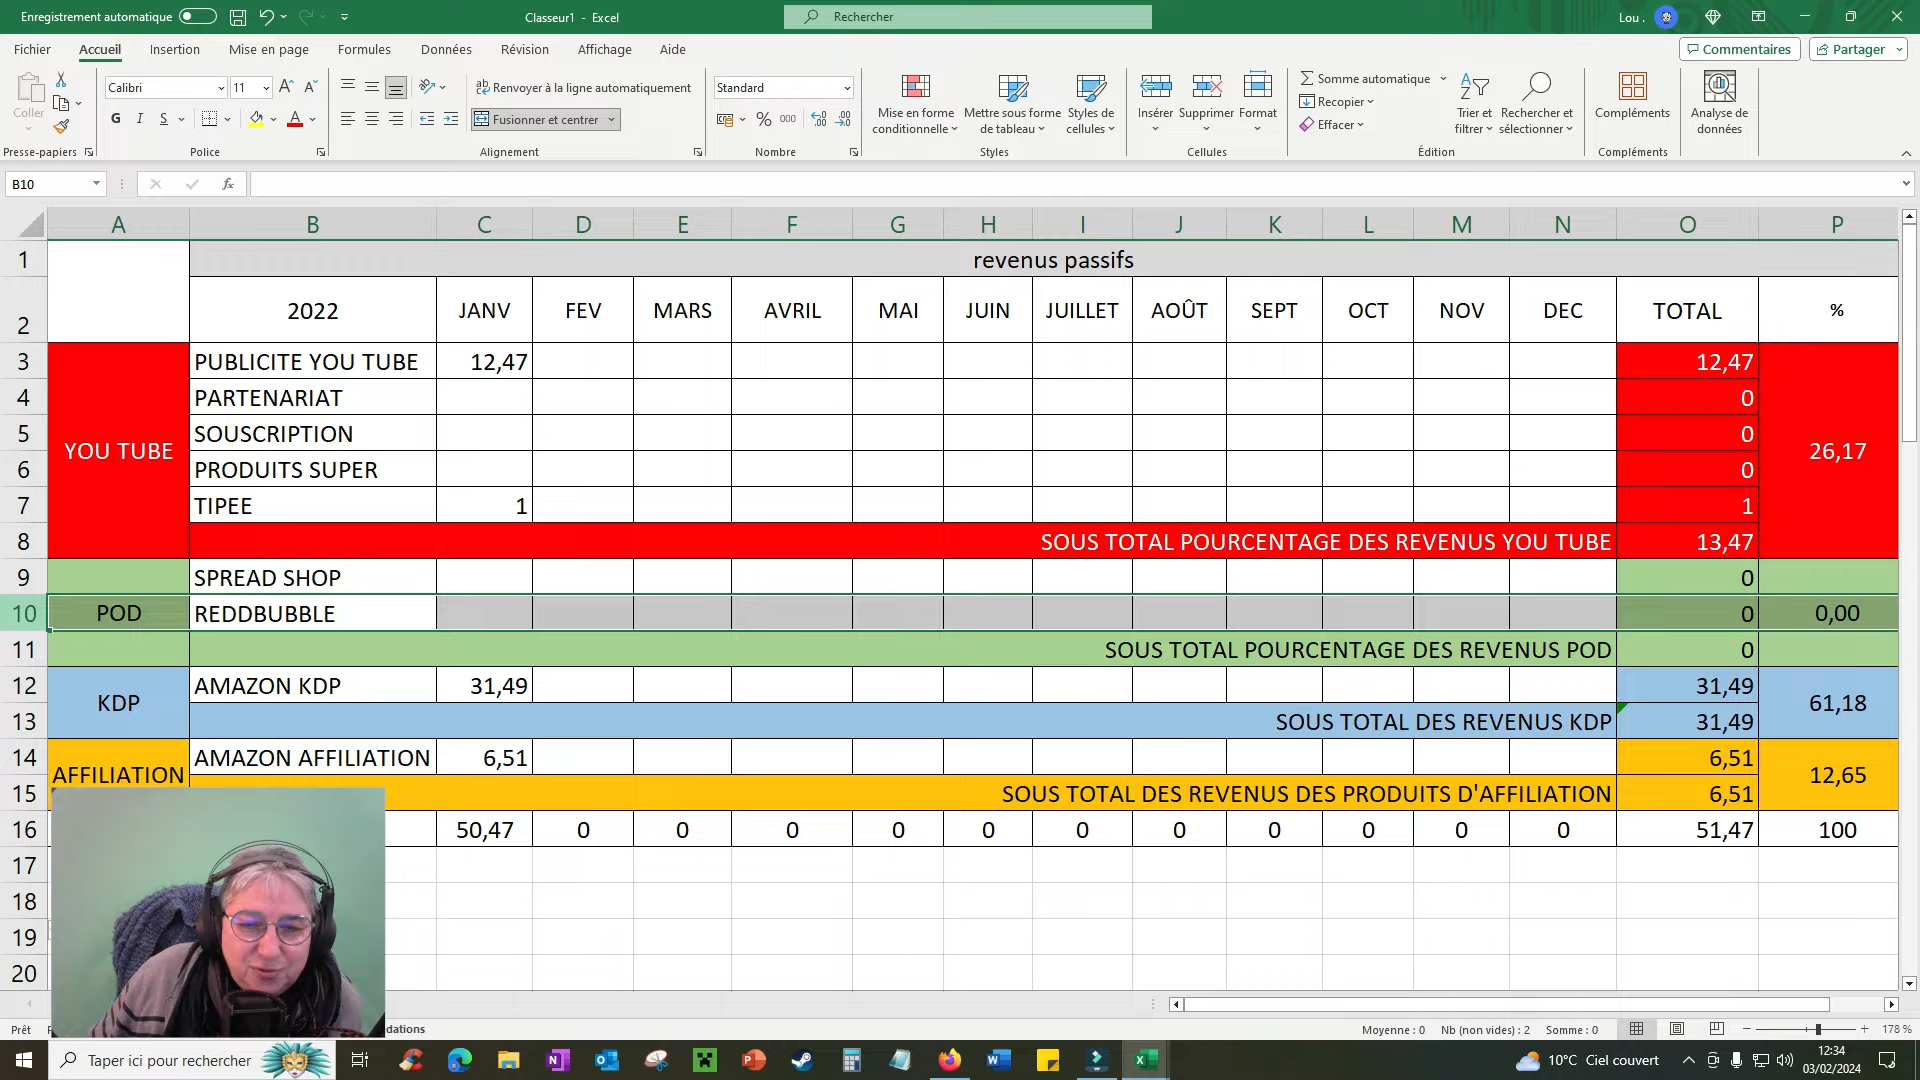 Enregistrement automatique
Classeur1 - Excel
Rechercher
Lou .
Fichier Accueil Insertion Mise en page Formules Données Révision Affichage Aide
Commentaires Partager
Coller
Presse-papiers
Calibri 11
G I S
Police
Renvoyer à la ligne automatiquement
Fusionner et centrer
Alignement
Standard
% 000
Nombre
Mise en forme conditionnelle
Mettre sous forme de tableau
Styles de cellules
Styles
Insérer Supprimer Format
Cellules
Somme automatique
Recopier
Effacer
Trier et filtrer
Rechercher et sélectionner
Édition
Compléments
Compléments
Analyse de données
B10 fx
A B C D E F G H I J K L M N O P
1 revenus passifs
2 2022 JANV FEV MARS AVRIL MAI JUIN JUILLET AOÛT SEPT OCT NOV DEC TOTAL %
3 PUBLICITE YOU TUBE 12,47 12,47
4 PARTENARIAT 0
5 SOUSCRIPTION 0
YOU TUBE 26,17
6 PRODUITS SUPER 0
7 TIPEE 1 1
8 SOUS TOTAL POURCENTAGE DES REVENUS YOU TUBE 13,47
9 SPREAD SHOP 0
10 POD REDDBUBBLE 0 0,00
11 SOUS TOTAL POURCENTAGE DES REVENUS POD 0
12 AMAZON KDP 31,49 31,49
KDP 61,18
13 SOUS TOTAL DES REVENUS KDP 31,49
14 AMAZON AFFILIATION 6,51 6,51
AFFILIATION 12,65
15 SOUS TOTAL DES REVENUS DES PRODUITS D'AFFILIATION 6,51
16 50,47 0 0 0 0 0 0 0 0 0 0 0 51,47 100
17
18
19
20
Prêt dations Moyenne : 0 Nb (non vides) : 2 Somme : 0 178 %
Taper ici pour rechercher
10°C Ciel couvert
12:34
03/02/2024